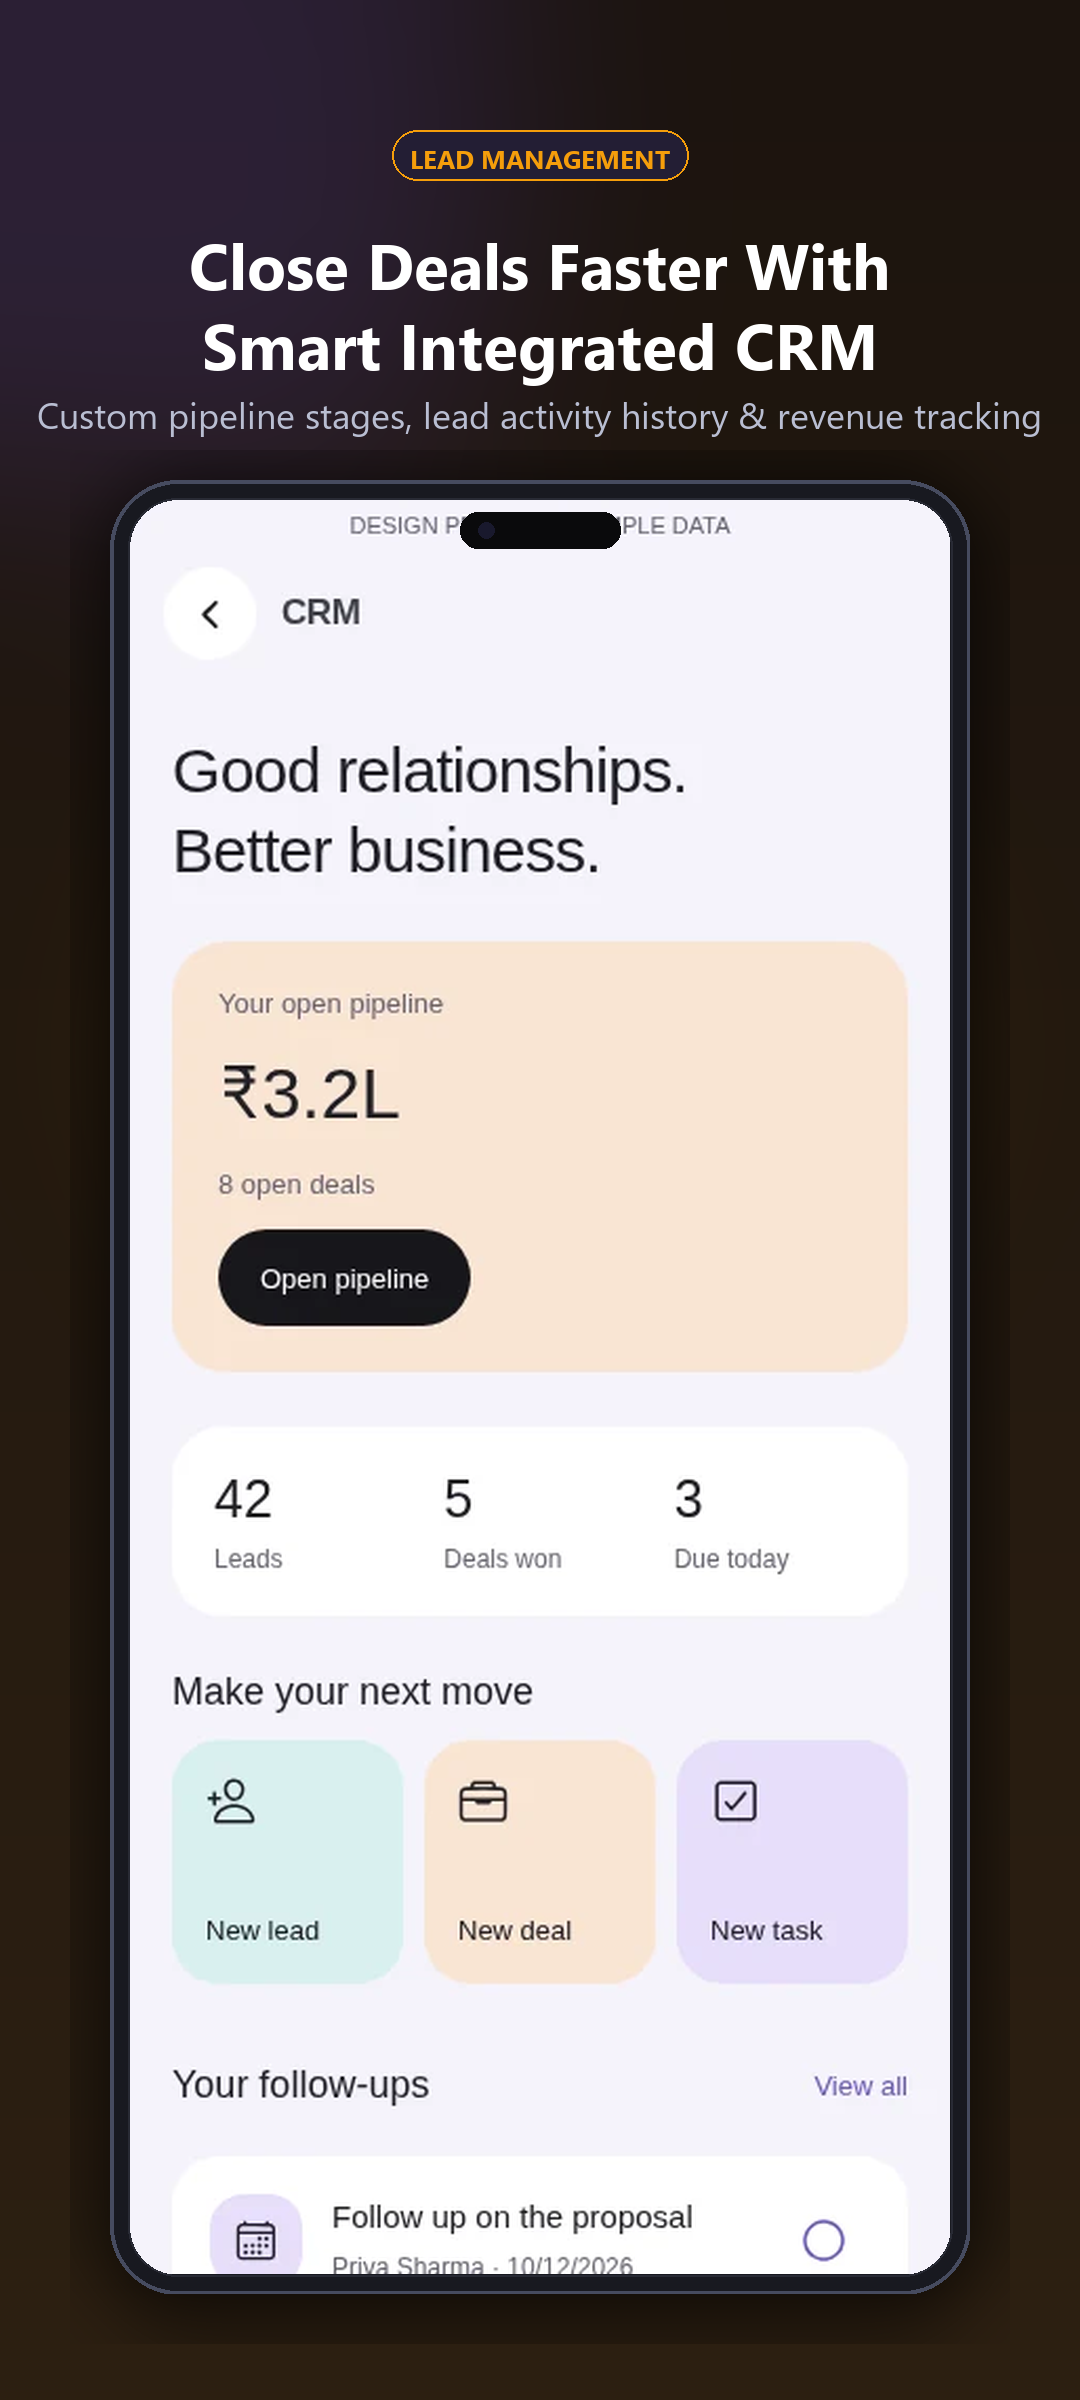 LEAD MANAGEMENT
Close Deals Faster With
Smart Integrated CRM
Custom pipeline stages, lead activity history & revenue tracking
DESIGN DATA
CRM
Good relationships.
Better business.
Your open pipeline
₹3.2L
8 open deals
Open pipeline
42 5 3
Leads Deals won Due today
Make your next move
New lead New deal New task
Your follow-ups View all
Follow up on the proposal
Priya Sharma · 10/12/2026